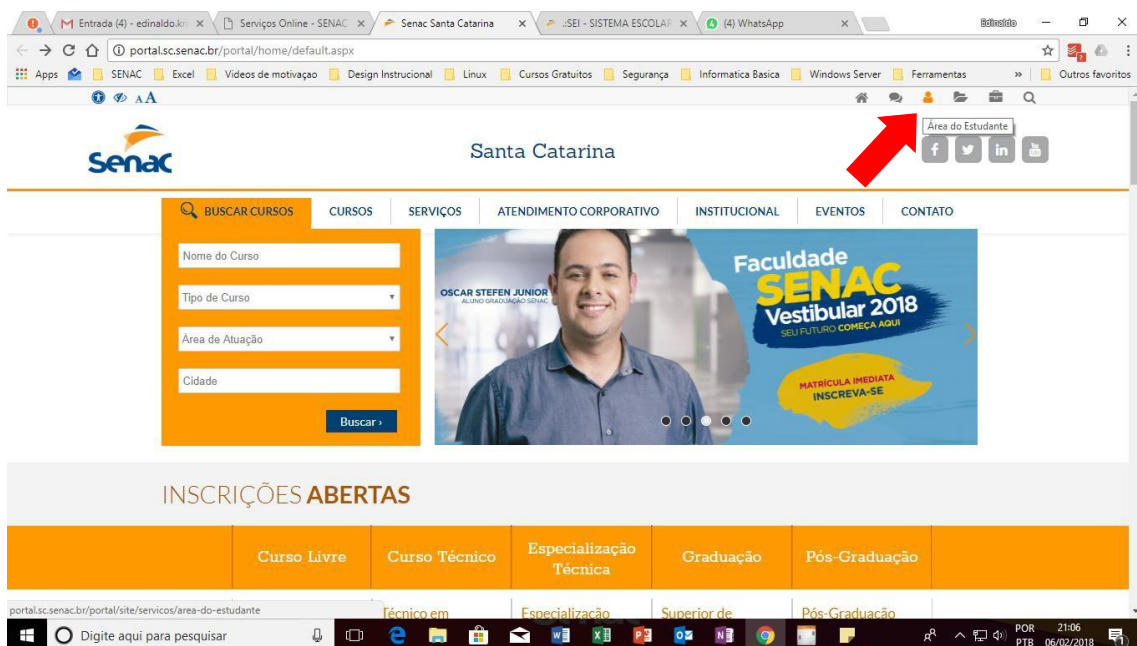 Entrada (4) - edinaldo.kn
Serviços Online - SENAC
Senac Santa Catarina
.:SEI - SISTEMA ESCOLAR
(4) WhatsApp
Edinaldo
portal.sc.senac.br/portal/home/default.aspx
Apps
SENAC
Excel
Videos de motivaçao
Design Instrucional
Linux
Cursos Gratuitos
Segurança
Informatica Basica
Windows Server
Ferramentas
»
Outros favoritos
A A
Área do Estudante
Senac
Santa Catarina
BUSCAR CURSOS
CURSOS
SERVIÇOS
ATENDIMENTO CORPORATIVO
INSTITUCIONAL
EVENTOS
CONTATO
Nome do Curso
Tipo de Curso
Área de Atuação
Cidade
Buscar ›
OSCAR STEFEN JUNIOR
ALUNO GRADUAÇÃO SENAC
Faculdade
SENAC
Vestibular 2018
SEU FUTURO COMEÇA AQUI
MATRÍCULA IMEDIATA
INSCREVA-SE
INSCRIÇÕES ABERTAS
Curso Livre
Curso Técnico
Especialização
Técnica
Graduação
Pós-Graduação
portal.sc.senac.br/portal/site/servicos/area-do-estudante
Técnico em
Especialização
Superior de
Pós-Graduação
Digite aqui para pesquisar
POR
PTB
21:06
06/02/2018